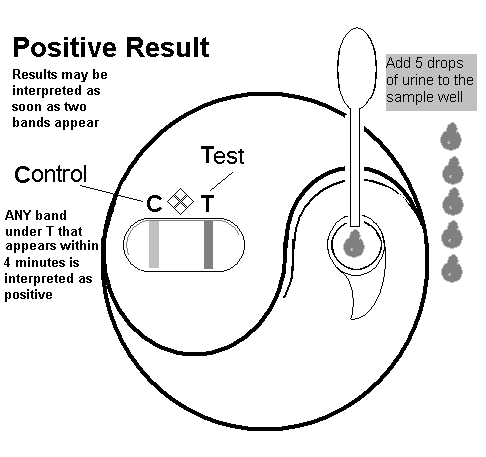 Positive Result
Results may be
interpreted as
soon as two
bands appear
Add 5 drops
of urine to the
sample well
Test
Control
C T
ANY band
under T that
appears within
4 minutes is
interpreted as
positive